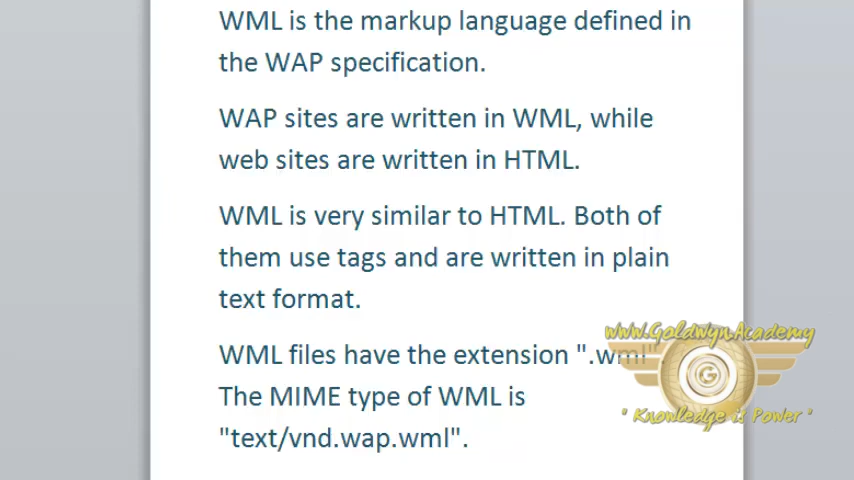 WML is the markup language defined in
the WAP specification.
WAP sites are written in WML, while
web sites are written in HTML.
WML is very similar to HTML. Both of
them use tags and are written in plain
text format.
WML files have the extension ".wml".
www.GoldwynAcademy
G
The MIME type of WML is
" Knowledge is Power "
"text/vnd.wap.wml".